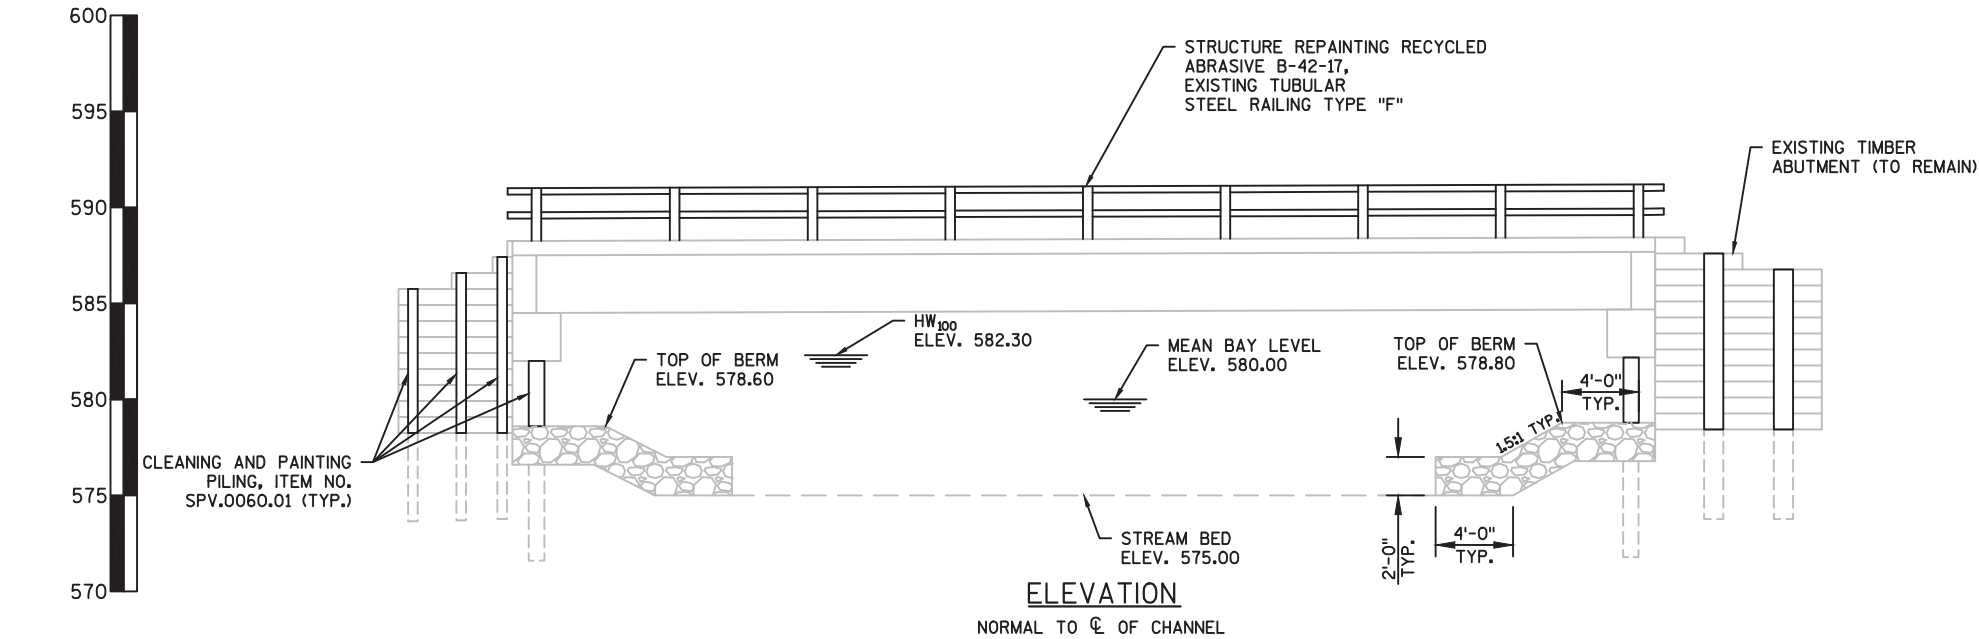 600
595
590
585
580
575
570
STRUCTURE REPAINTING RECYCLED
ABRASIVE B-42-17,
EXISTING TUBULAR
STEEL RAILING TYPE "F"
EXISTING TIMBER
ABUTMENT (TO REMAIN)
HW100
ELEV. 582.30
MEAN BAY LEVEL
ELEV. 580.00
TOP OF BERM
ELEV. 578.60
TOP OF BERM
ELEV. 578.80
4'-0"
TYP.
1.5:1 TYP.
CLEANING AND PAINTING
PILING, ITEM NO.
SPV.0060.01 (TYP.)
STREAM BED
ELEV. 575.00
2'-0"
TYP.
4'-0"
TYP.
ELEVATION
NORMAL TO ℄ OF CHANNEL